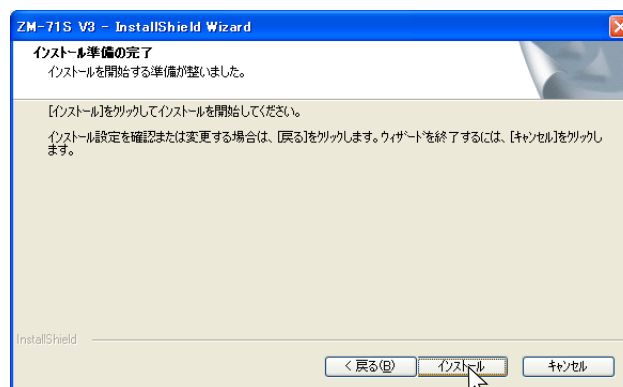 ZM-71S V3 - InstallShield Wizard
インストール準備の完了
インストールを開始する準備が整いました。
[インストール]をクリックしてインストールを開始してください。
インストール設定を確認または変更する場合は、[戻る]をクリックします。ウィザードを終了するには、[キャンセル]をクリックし
ます。
InstallShield
< 戻る(B)
インストール
キャンセル